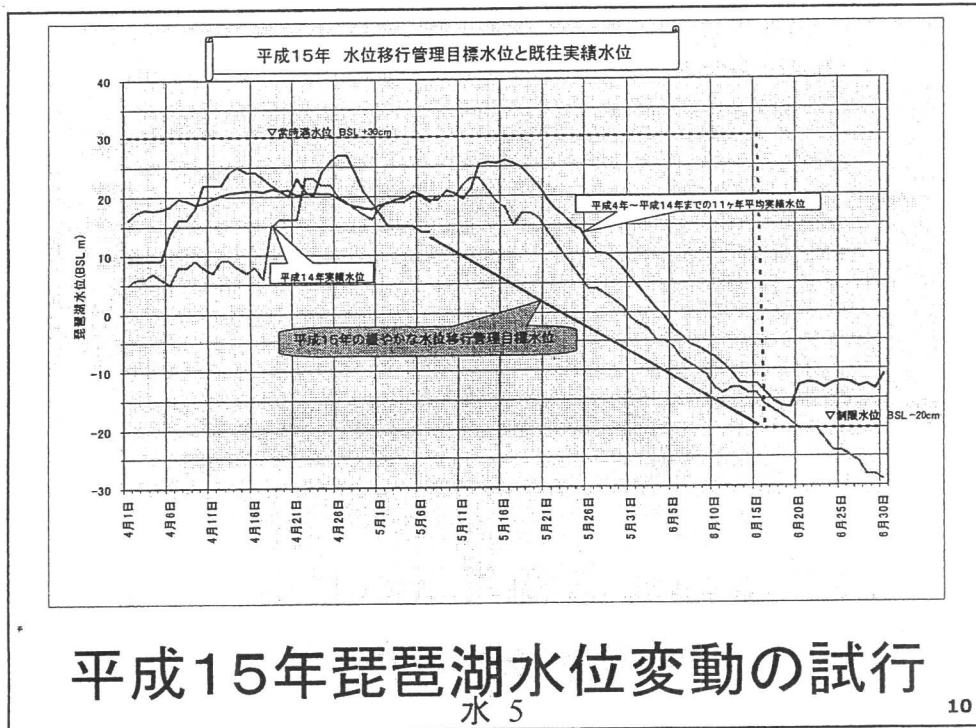 平成15年 水位移行管理目標水位と既往実績水位
40
30
20
10
0
-10
-20
-30
琵琶湖水位(BSL m)
▽常時満水位 BSL +30cm
平成4年～平成14年までの11ヶ年平均実績水位
平成14年実績水位
平成15年の緩やかな水位移行管理目標水位
▽制限水位 BSL -20cm
4月1日
4月6日
4月11日
4月16日
4月21日
4月26日
5月1日
5月6日
5月11日
5月16日
5月21日
5月26日
5月31日
6月5日
6月10日
6月15日
6月20日
6月25日
6月30日
平成15年琵琶湖水位変動の試行
水 5
10